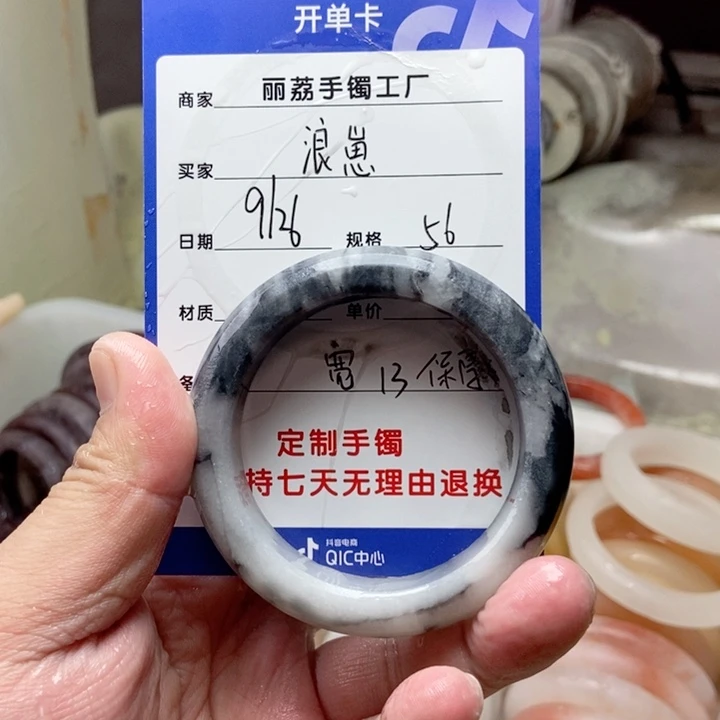 开单卡
商家 丽荔手镯工厂
买家 浪崽
日期 9/26 规格 56
材质 单价
宽 13 保厚
定制手镯
持七天无理由退换
抖音电商
QIC中心